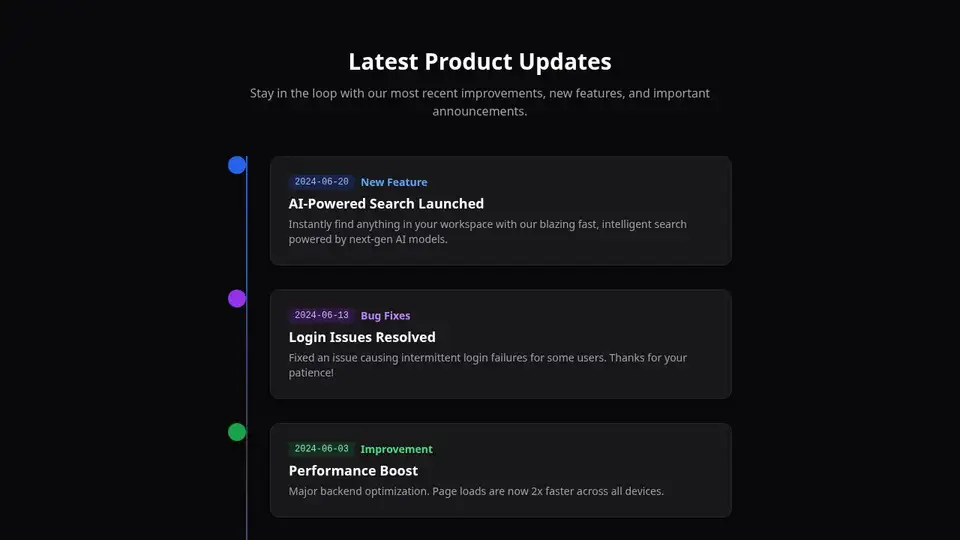 Latest Product Updates
Stay in the loop with our most recent improvements, new features, and important
announcements.
2024-06-20 New Feature
AI-Powered Search Launched
Instantly find anything in your workspace with our blazing fast, intelligent search
powered by next-gen AI models.
2024-06-13 Bug Fixes
Login Issues Resolved
Fixed an issue causing intermittent login failures for some users. Thanks for your
patience!
2024-06-03 Improvement
Performance Boost
Major backend optimization. Page loads are now 2x faster across all devices.